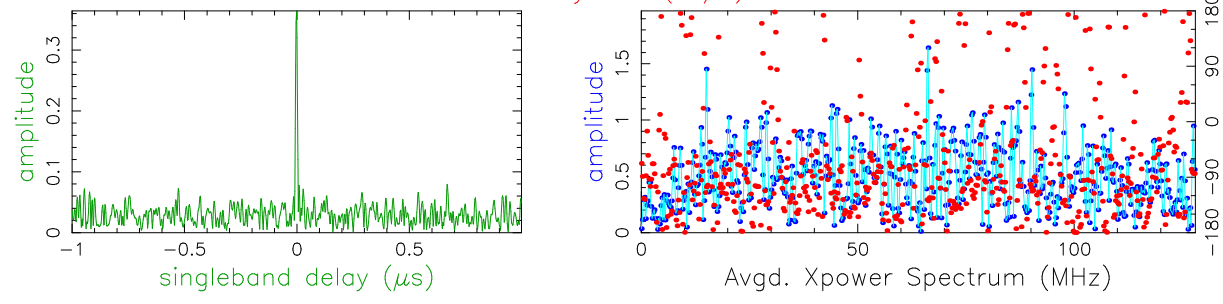 amplitude
0 0.1 0.2 0.3
−1 −0.5 0 0.5
singleband delay (μs)
amplitude
0 0.5 1 1.5
−180 −90 0 90 180
0 50 100
Avgd. Xpower Spectrum (MHz)